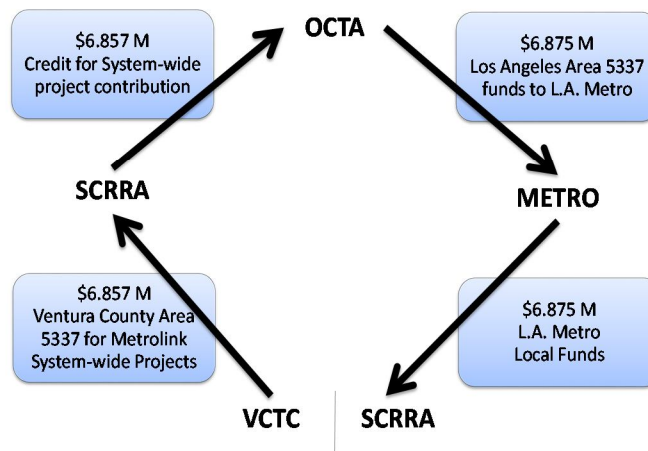 OCTA
$6.857 M
Credit for System-wide
project contribution
$6.875 M
Los Angeles Area 5337
funds to L.A. Metro
SCRRA
METRO
$6.857 M
Ventura County Area
5337 for Metrolink
System-wide Projects
$6.875 M
L.A. Metro
Local Funds
VCTC
SCRRA